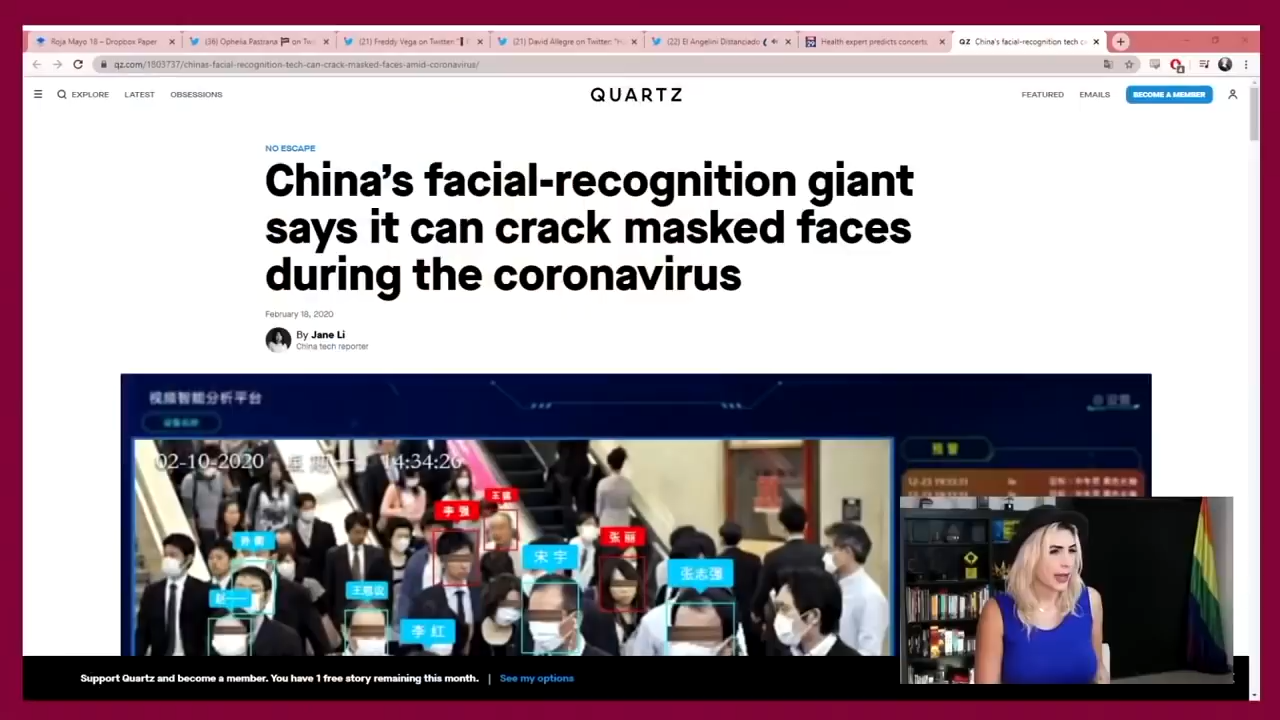 Roja Mayo 18 – Dropbox Paper
(36) Ophelia Pastrana
(21) Freddy Vega on Twitter: "
(21) David Allegre on Twitter: "H
(22) El Angelini Distanciado
Health expert predicts concerts
QZ China's facial-recognition tech c
qz.com/1803737/chinas-facial-recognition-tech-can-crack-masked-faces-amid-coronavirus/
EXPLORE LATEST OBSESSIONS QUARTZ FEATURED EMAILS BECOME A MEMBER
NO ESCAPE
China's facial-recognition giant
says it can crack masked faces
during the coronavirus
February 18, 2020
By Jane Li
China tech reporter
视频智能分析平台
02-10-2020 14:34:26
预警
王斌
李强
张丽
宋宇
张志强
李红
Support Quartz and become a member. You have 1 free story remaining this month. | See my options